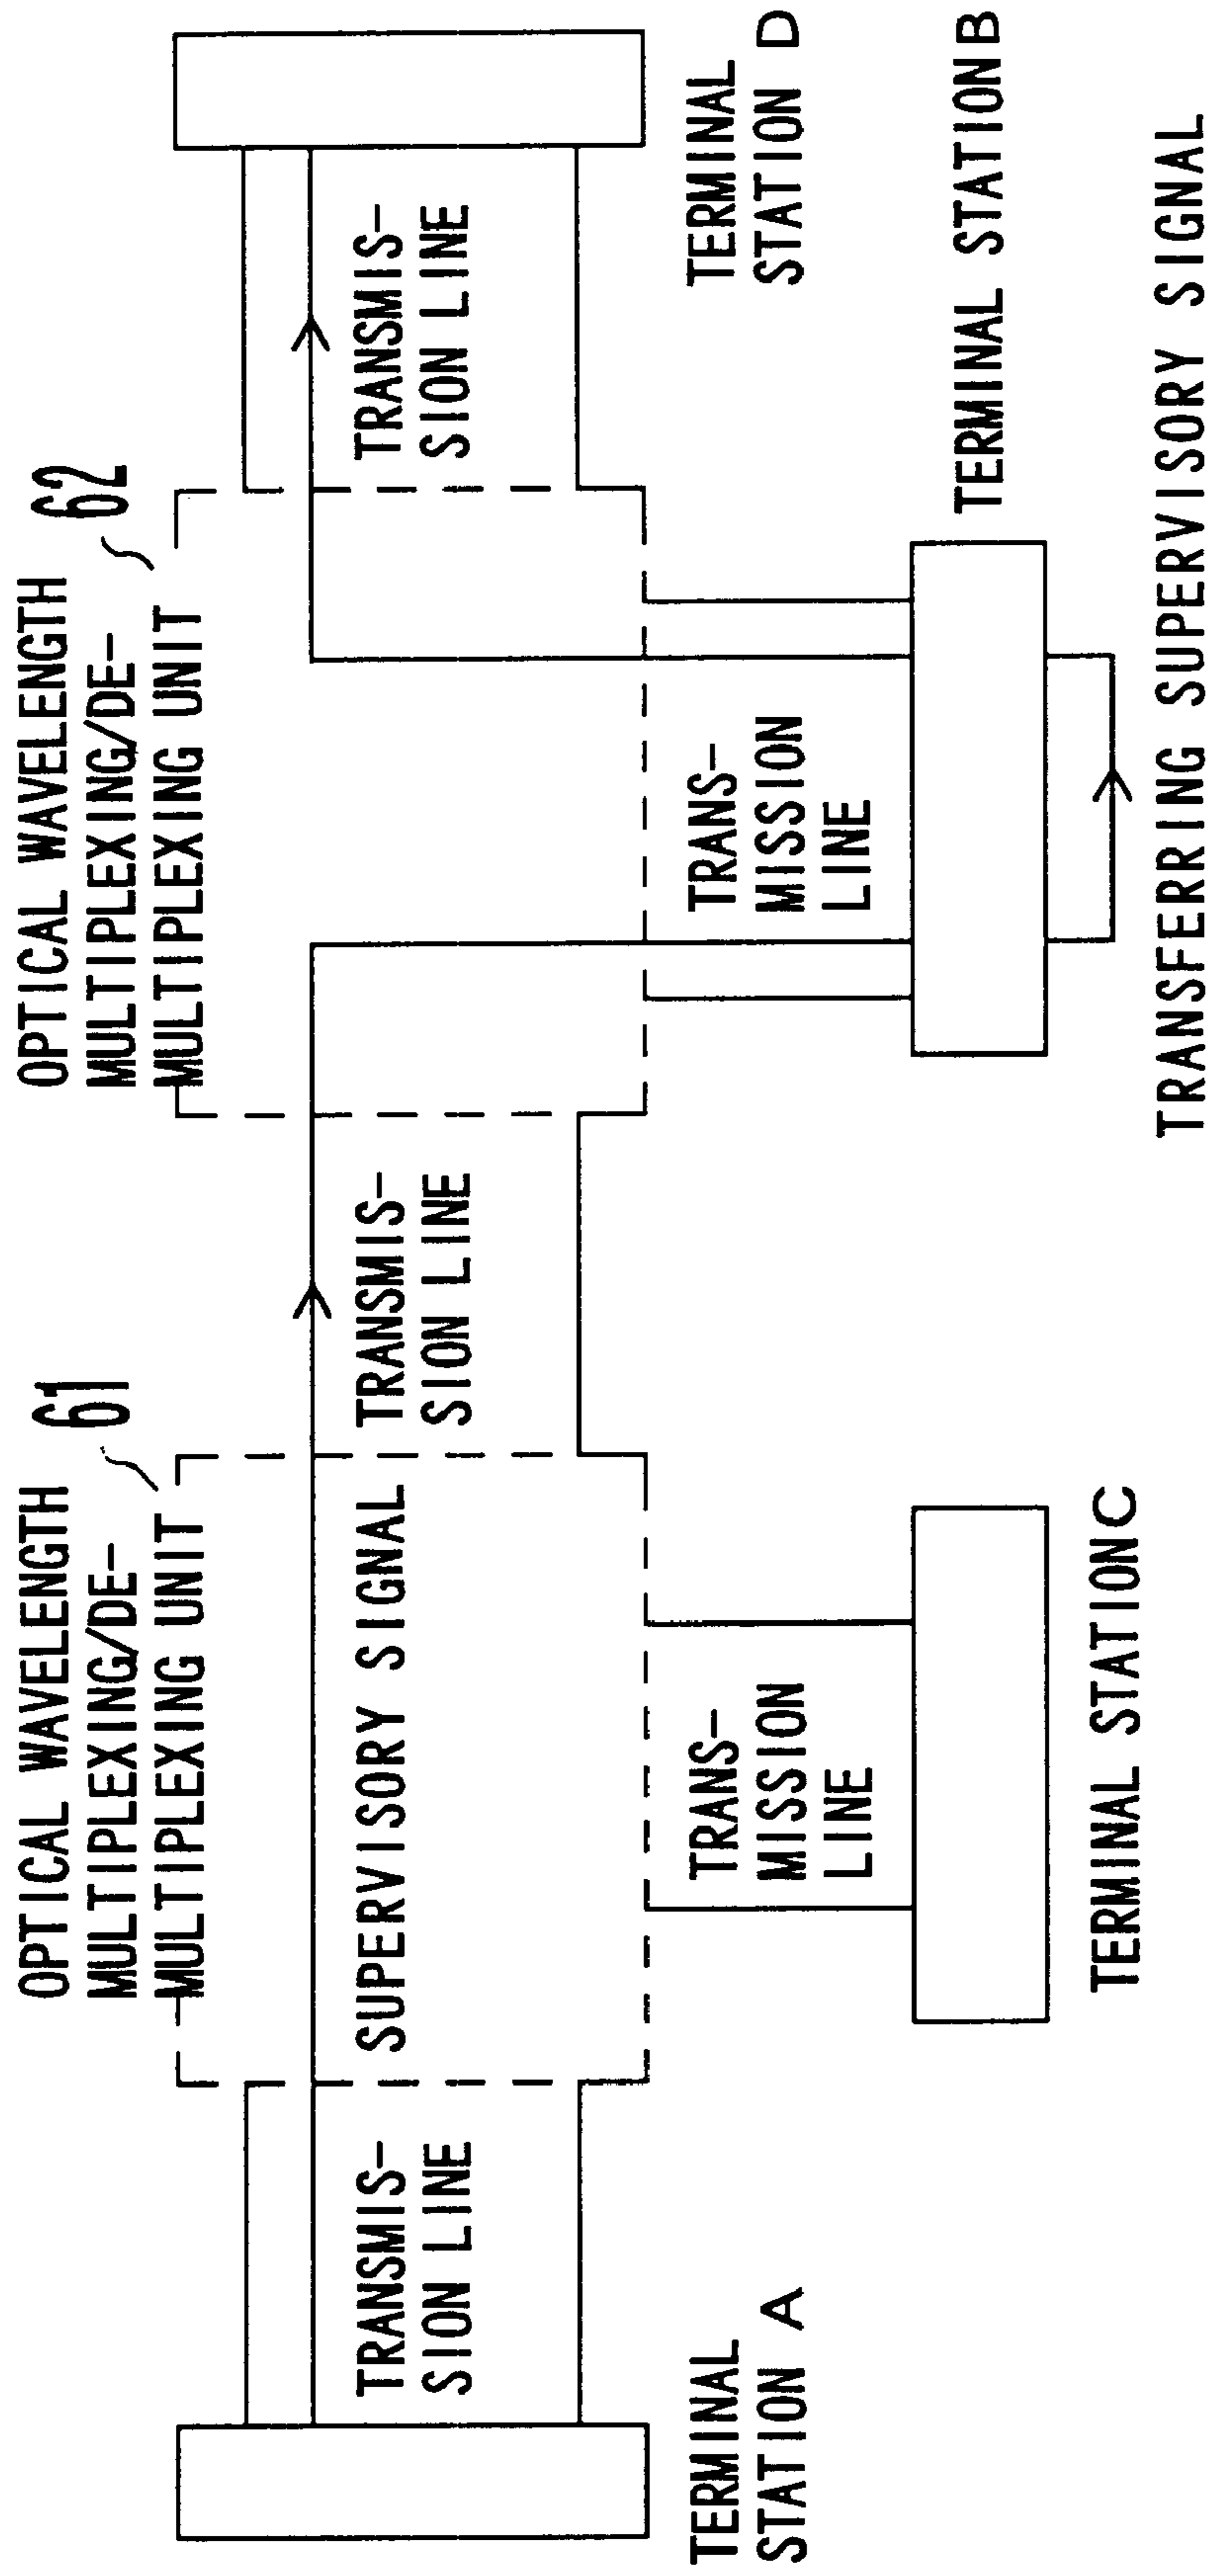 OPTICAL WAVELENGTH
MULTIPLEXING/DE-
MULTIPLEXING UNIT
61
OPTICAL WAVELENGTH
MULTIPLEXING/DE-
MULTIPLEXING UNIT
62
TRANSMIS-
SION LINE
SUPERVISORY SIGNAL
TRANSMIS-
SION LINE
TRANSMIS-
SION LINE
TERMINAL
STATION A
TRANS-
MISSION
LINE
TRANS-
MISSION
LINE
TERMINAL
STATION D
TERMINAL STATION C
TERMINAL STATION B
TRANSFERRING SUPERVISORY SIGNAL